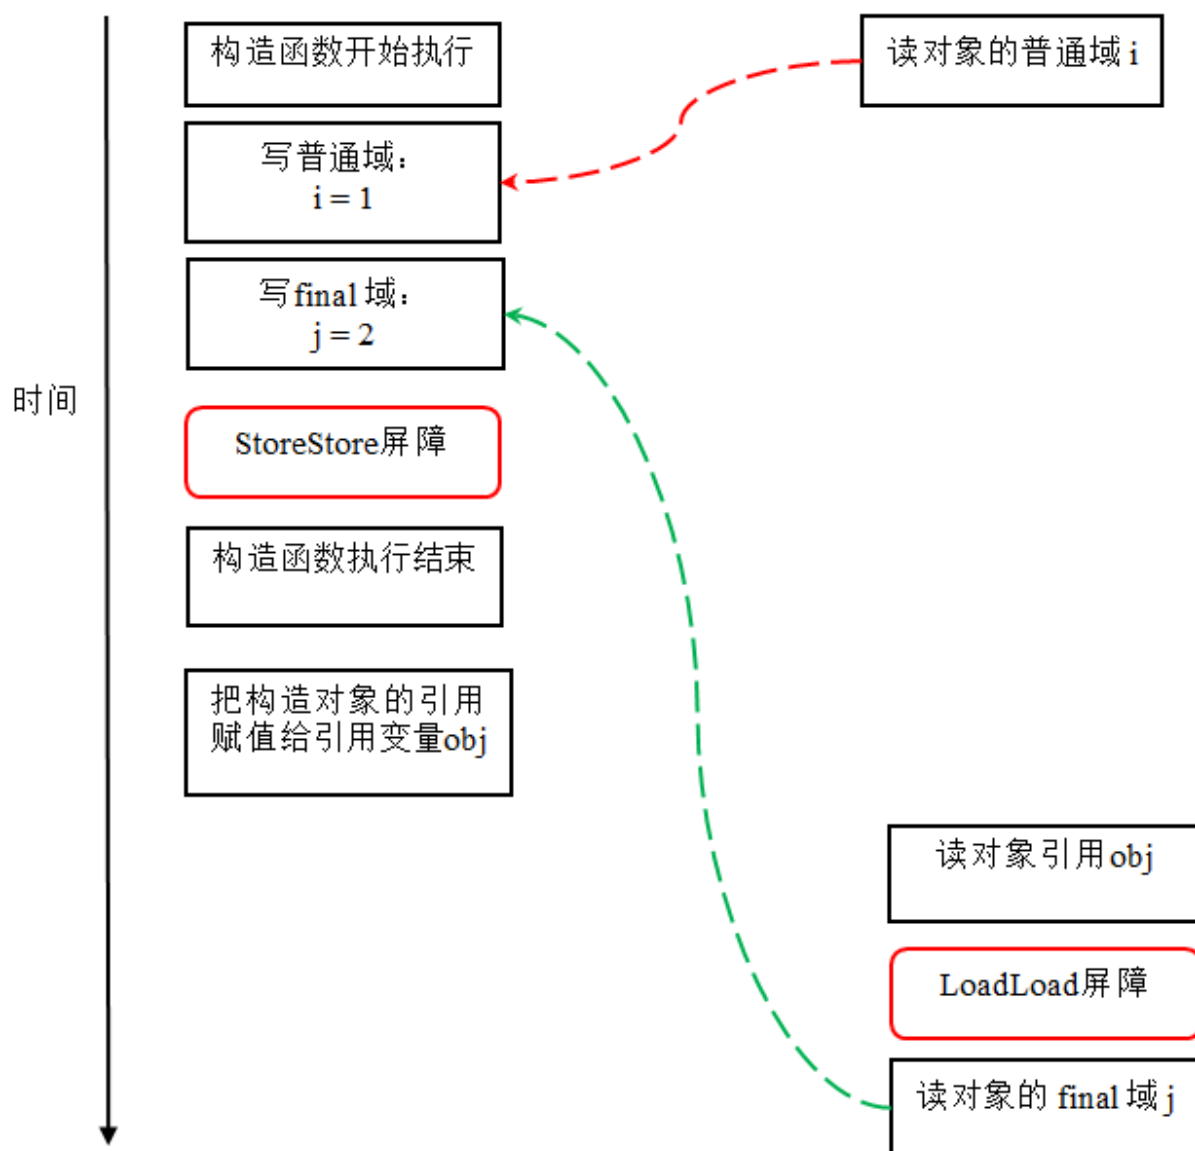 构造函数开始执行
读对象的普通域 i
写普通域：
i = 1
写final 域：
j = 2
时间
StoreStore屏障
构造函数执行结束
把构造对象的引用
赋值给引用变量obj
读对象引用obj
LoadLoad屏障
读对象的 final 域 j